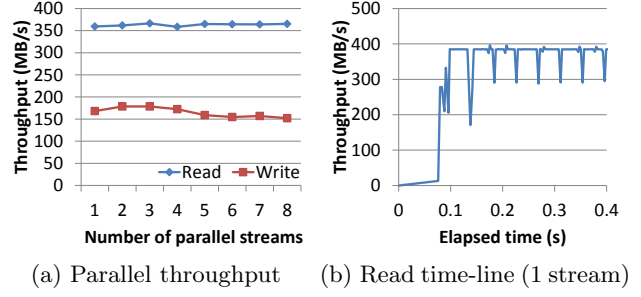 Throughput (MB/s)
400
350
300
250
200
150
100
50
0
Read
Write
1 2 3 4 5 6 7 8
Number of parallel streams
(a) Parallel throughput
Throughput (MB/s)
500
400
300
200
100
0
0 0.1 0.2 0.3 0.4
Elapsed time (s)
(b) Read time-line (1 stream)